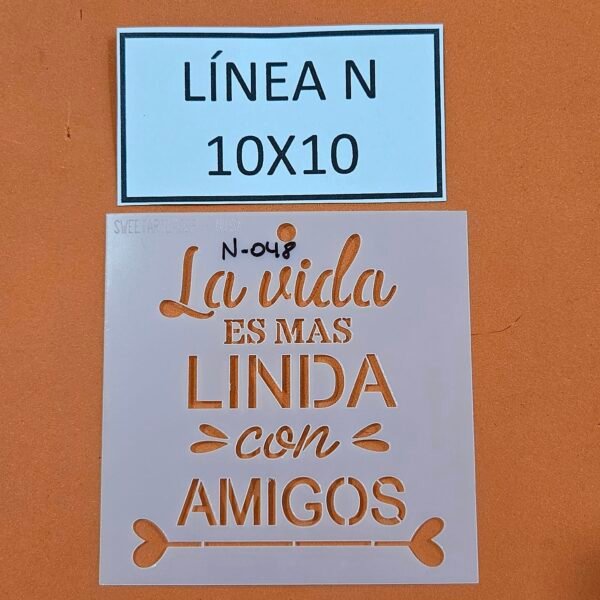 LÍNEA N
10X10
N-048
La vida
ES MAS
LINDA
con
AMIGOS